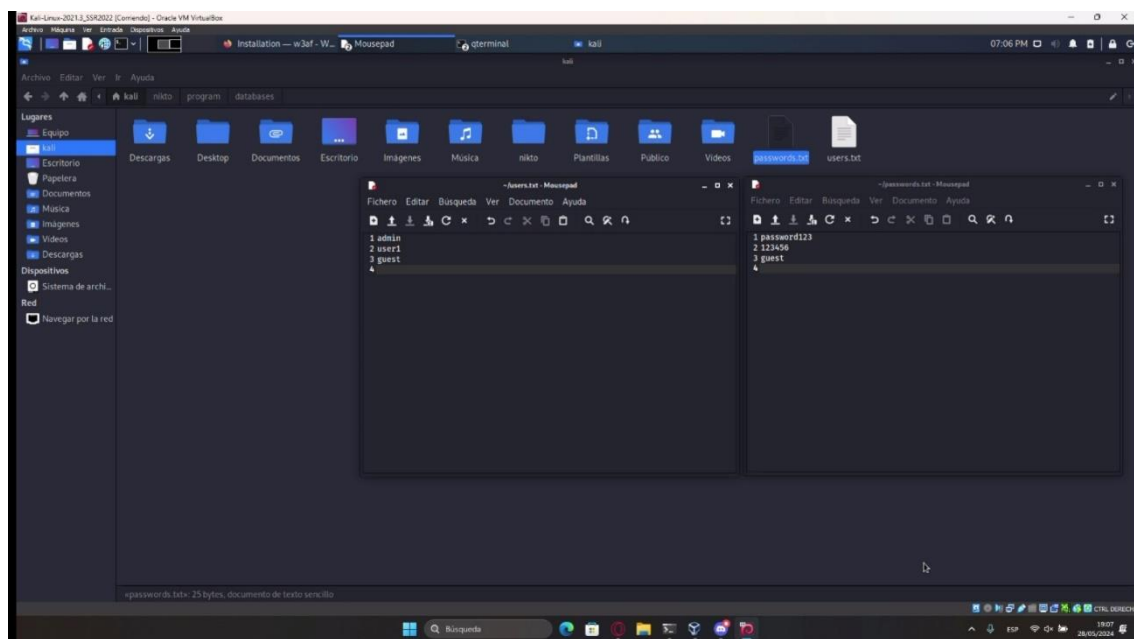 Kali-Linux-2021.3_SSR2022 [Corriendo] - Oracle VM VirtualBox
Archivo Máquina Ver Entrada Dispositivos Ayuda
Installation — w3af - W... Mousepad qterminal kali 07:06 PM
kali
Archivo Editar Ver Ir Ayuda
kali nikto program databases
Lugares
Equipo
kali
Escritorio
Papelera
Documentos
Música
Imágenes
Vídeos
Descargas
Dispositivos
Sistema de archi...
Red
Navegar por la red
Descargas Desktop Documentos Escritorio Imágenes Música nikto Plantillas Público Vídeos passwords.txt users.txt
~/users.txt - Mousepad
Fichero Editar Búsqueda Ver Documento Ayuda
1 admin
2 user1
3 guest
4
~/passwords.txt - Mousepad
Fichero Editar Búsqueda Ver Documento Ayuda
1 password123
2 123456
3 guest
4
«passwords.txt»: 25 bytes, documento de texto sencillo
CTRL DERECH
Búsqueda
ESP
19:07
28/05/2024